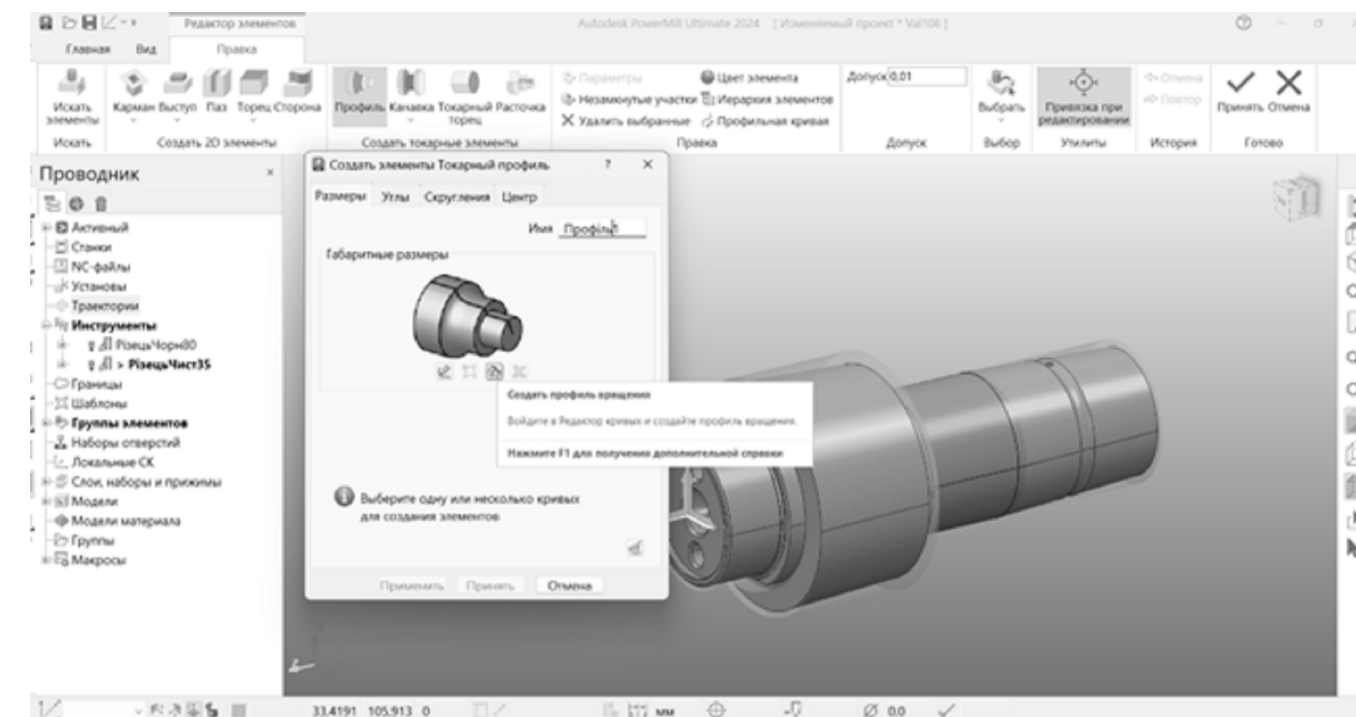 Редактор элементов
Autodesk PowerMill Ultimate 2024 [ Изменяемый проект * Val106 ]
Главная Вид Правка
Искать элементы
Карман Выступ Паз Торец Сторона
Профиль Канавка Токарный торец Расточка
Параметры
Незамкнутые участки
Удалить выбранные
Цвет элемента
Иерархия элементов
Профильная кривая
Допуск 0,01
Выбрать
Привязка при редактировании
Отмена
Повтор
Принять Отмена
Искать Создать 2D элементы Создать токарные элементы Правка Допуск Выбор Утилиты История Готово
Проводник
Активный
Станки
NC-файлы
Установы
Траектории
Инструменты
РізецьЧорн80
> РізецьЧист35
Границы
Шаблоны
Группы элементов
Наборы отверстий
Локальные СК
Слои, наборы и прижимы
Модели
Модели материала
Группы
Макросы
Создать элементы Токарный профиль ?
Размеры Углы Скругления Центр
Имя
Габаритные размеры
Создать профиль вращения
Войдите в Редактор кривых и создайте профиль вращения.
Нажмите F1 для получения дополнительной справки
Выберите одну или несколько кривых
для создания элементов
Применить Принять Отмена
33.4191 105.913 0 мм 0.0